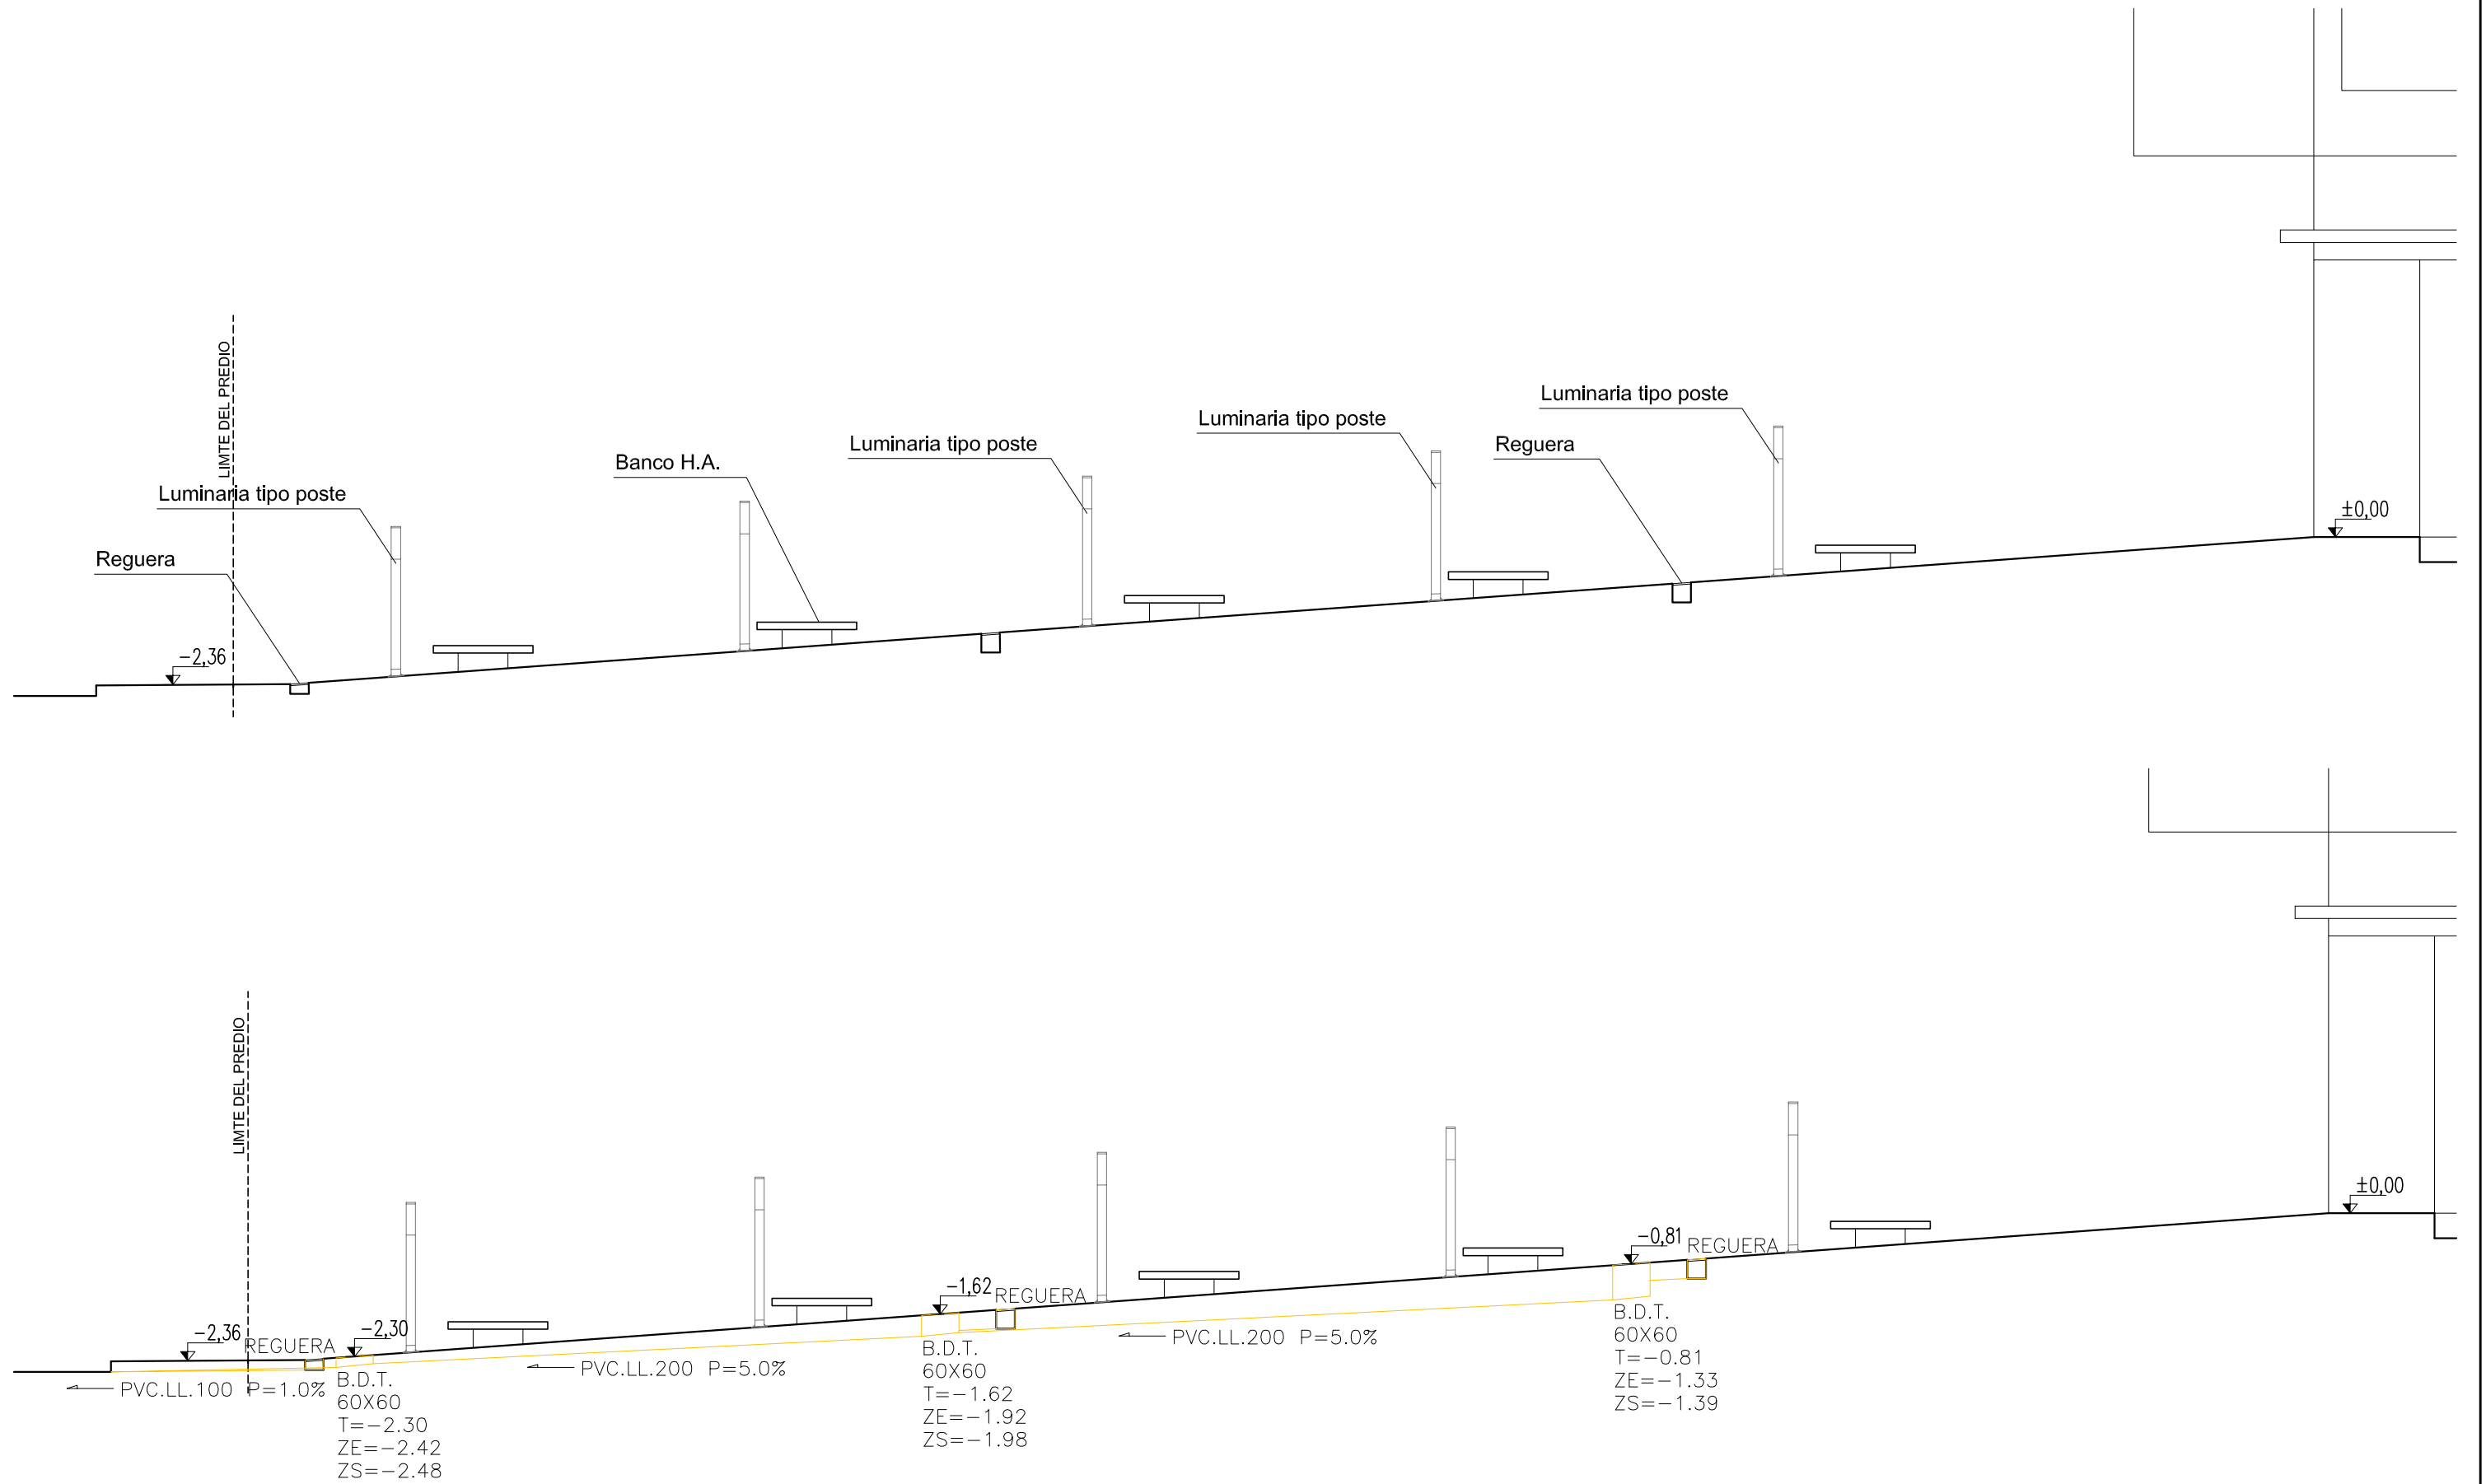 Luminaria tipo poste
Luminaria tipo poste
LIMTE DEL PREDIO
Luminaria tipo poste
Reguera
Banco H.A.
Luminaria tipo poste
±0,00
Reguera
-2,36
LIMTE DEL PREDIO
±0,00
-0,81
REGUERA
-1,62
REGUERA
-2,36
REGUERA
-2,30
PVC.LL.100 P=1.0%
PVC.LL.200 P=5.0%
PVC.LL.200 P=5.0%
B.D.T.
60X60
T=-2.30
ZE=-2.42
ZS=-2.48
B.D.T.
60X60
T=-1.62
ZE=-1.92
ZS=-1.98
B.D.T.
60X60
T=-0.81
ZE=-1.33
ZS=-1.39